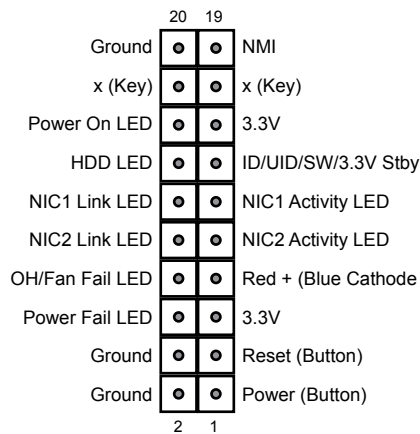 20 19
Ground NMI
x (Key) x (Key)
Power On LED 3.3V
HDD LED ID/UID/SW/3.3V Stby
NIC1 Link LED NIC1 Activity LED
NIC2 Link LED NIC2 Activity LED
OH/Fan Fail LED Red + (Blue Cathode
Power Fail LED 3.3V
Ground Reset (Button)
Ground Power (Button)
2 1